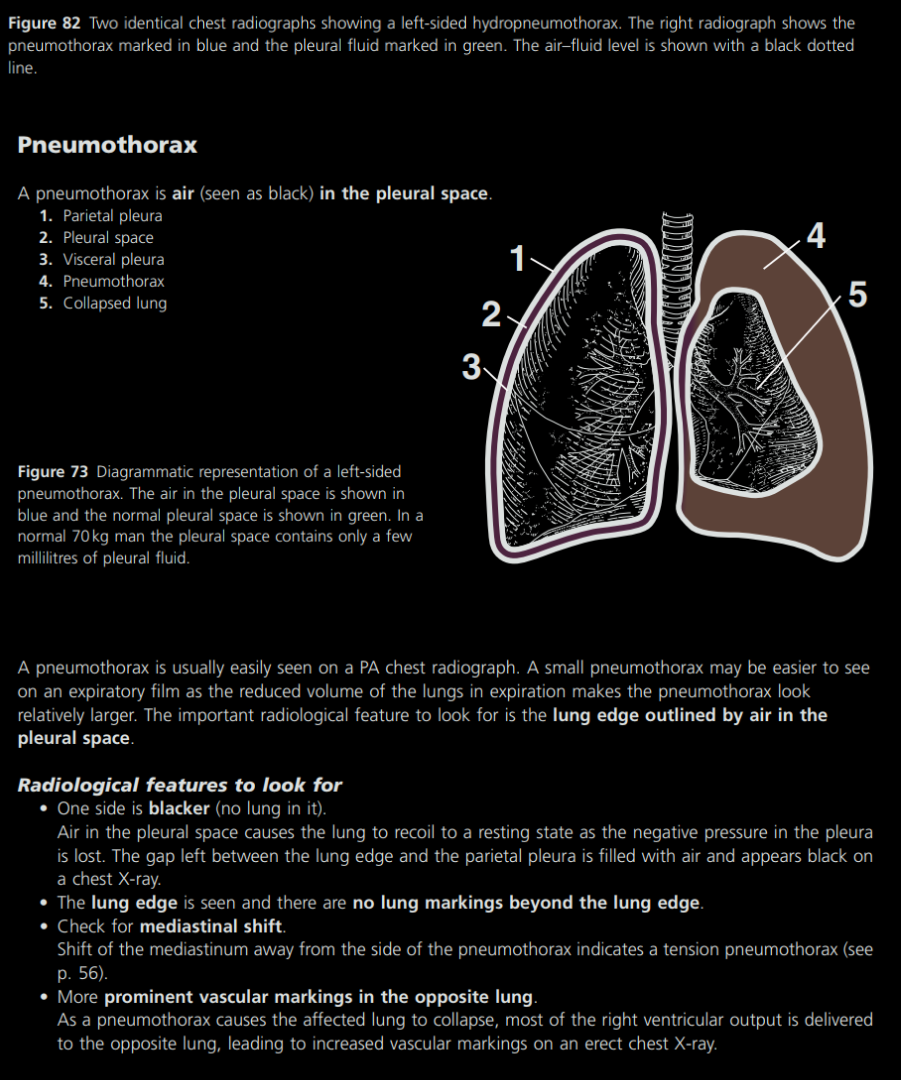 Figure 82 Two identical chest radiographs showing a left-sided hydropneumothorax. The right radiograph shows the
pneumothorax marked in blue and the pleural fluid marked in green. The air–fluid level is shown with a black dotted
line.
Pneumothorax
A pneumothorax is air (seen as black) in the pleural space.
1. Parietal pleura
2. Pleural space
3. Visceral pleura
4. Pneumothorax
5. Collapsed lung
1
2
3
4
5
Figure 73 Diagrammatic representation of a left-sided
pneumothorax. The air in the pleural space is shown in
blue and the normal pleural space is shown in green. In a
normal 70 kg man the pleural space contains only a few
millilitres of pleural fluid.
A pneumothorax is usually easily seen on a PA chest radiograph. A small pneumothorax may be easier to see
on an expiratory film as the reduced volume of the lungs in expiration makes the pneumothorax look
relatively larger. The important radiological feature to look for is the lung edge outlined by air in the
pleural space.
Radiological features to look for
• One side is blacker (no lung in it).
Air in the pleural space causes the lung to recoil to a resting state as the negative pressure in the pleura
is lost. The gap left between the lung edge and the parietal pleura is filled with air and appears black on
a chest X-ray.
• The lung edge is seen and there are no lung markings beyond the lung edge.
• Check for mediastinal shift.
Shift of the mediastinum away from the side of the pneumothorax indicates a tension pneumothorax (see
p. 56).
• More prominent vascular markings in the opposite lung.
As a pneumothorax causes the affected lung to collapse, most of the right ventricular output is delivered
to the opposite lung, leading to increased vascular markings on an erect chest X-ray.